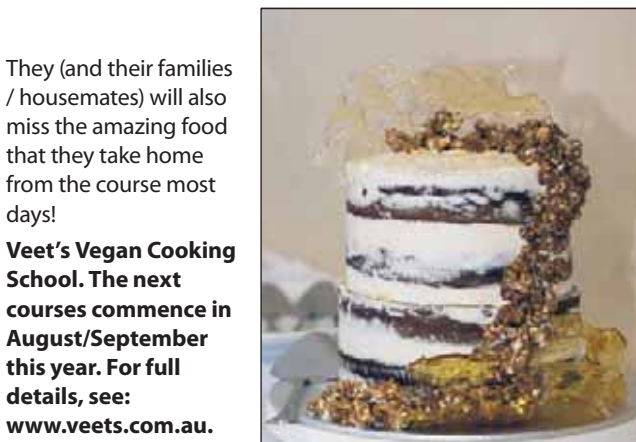 They (and their families
/ housemates) will also
miss the amazing food
that they take home
from the course most
days!
Veet's Vegan Cooking
School. The next
courses commence in
August/September
this year. For full
details, see:
www.veets.com.au.